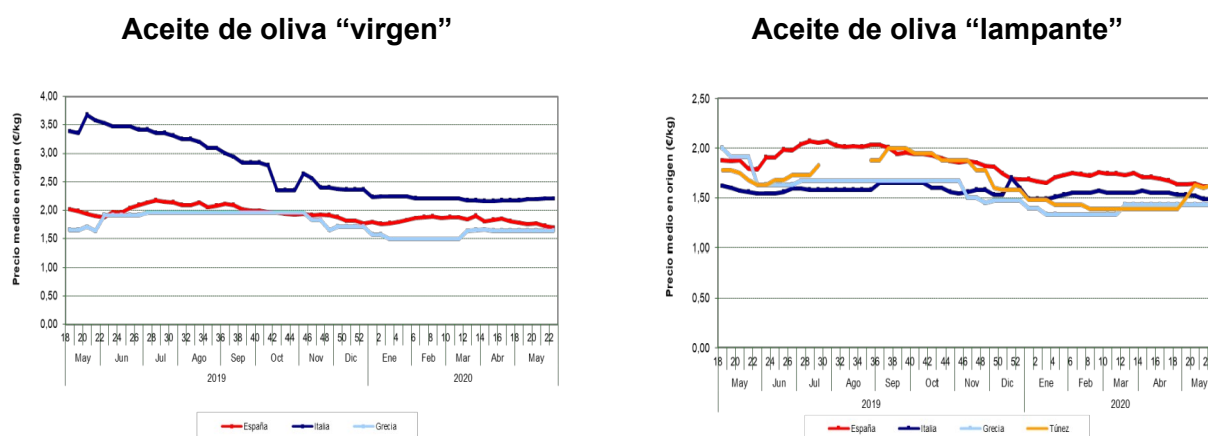 Aceite de oliva “virgen”
Precio medio en origen (€/kg)
4,00
3,50
3,00
2,50
2,00
1,50
1,00
0,50
0,00
18 20 22 24 26 28 30 32 34 36 38 40 42 44 46 48 50 52 2 4 6 8 10 12 14 16 18 20 22
May Jun Jul Ago Sep Oct Nov Dic Ene Feb Mar Abr May
2019 2020
España Italia Grecia
Aceite de oliva “lampante”
Precio medio en origen (€/kg)
2,50
2,00
1,50
1,00
0,50
0,00
18 20 22 24 26 28 30 32 34 36 38 40 42 44 46 48 50 52 2 4 6 8 10 12 14 16 18 20 2
May Jun Jul Ago Sep Oct Nov Dic Ene Feb Mar Abr May
2019 2020
España Italia Grecia Túnez